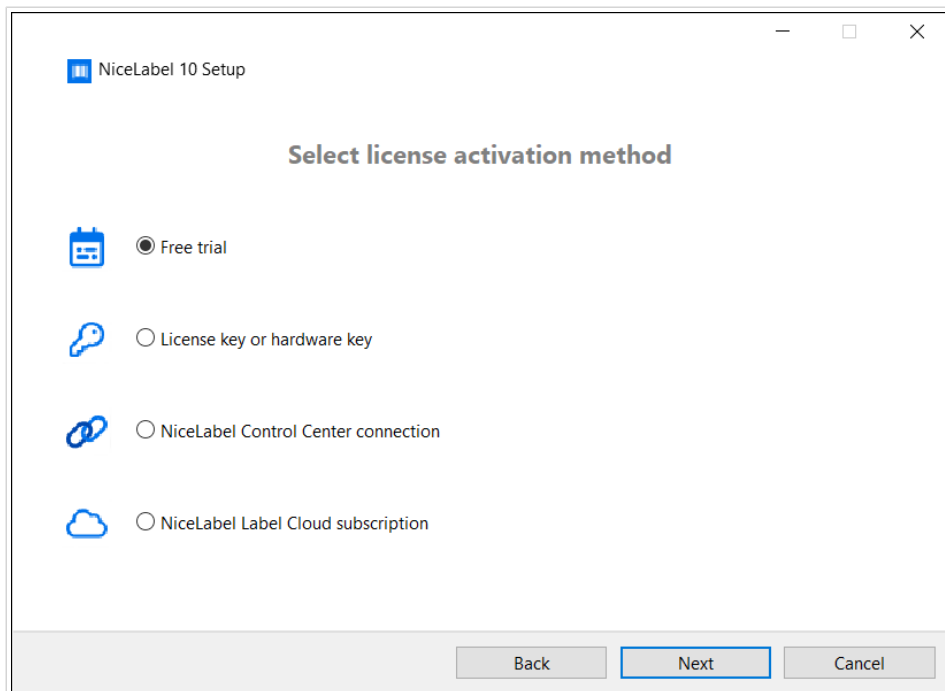 NiceLabel 10 Setup
Select license activation method
Free trial
License key or hardware key
NiceLabel Control Center connection
NiceLabel Label Cloud subscription
Back Next Cancel